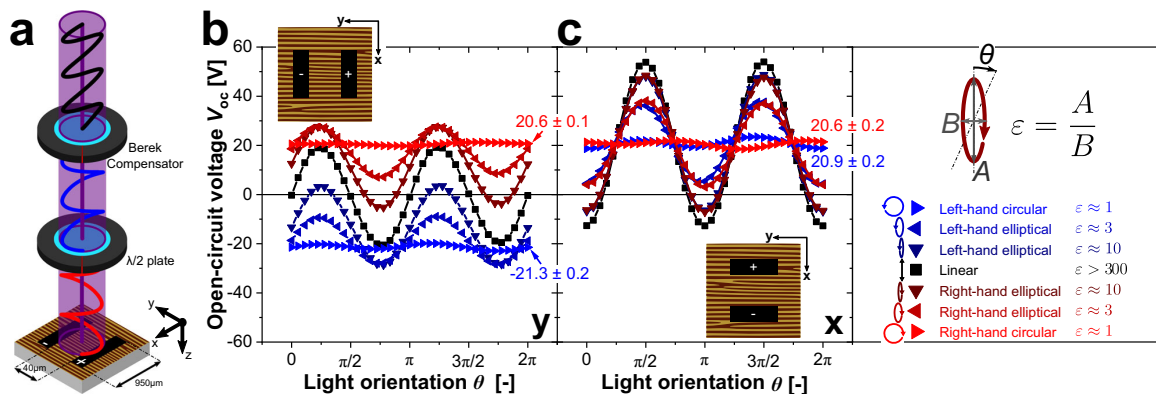 a
Berek
Compensator
λ/2 plate
y
x
z
-
+
40µm
950µm
b
Open-circuit voltage Voc [V]
60
40
20
0
-20
-40
-60
y
x
-
+
20.6 ± 0.1
-21.3 ± 0.2
y
0
π/2
π
3π/2
2π
Light orientation θ [-]
c
20.6 ± 0.2
20.9 ± 0.2
y
x
+
-
x
0
π/2
π
3π/2
2π
Light orientation θ [-]
θ
B
A
ε = A/B
Left-hand circular ε ≈ 1
Left-hand elliptical ε ≈ 3
Left-hand elliptical ε ≈ 10
Linear ε > 300
Right-hand elliptical ε ≈ 10
Right-hand elliptical ε ≈ 3
Right-hand circular ε ≈ 1